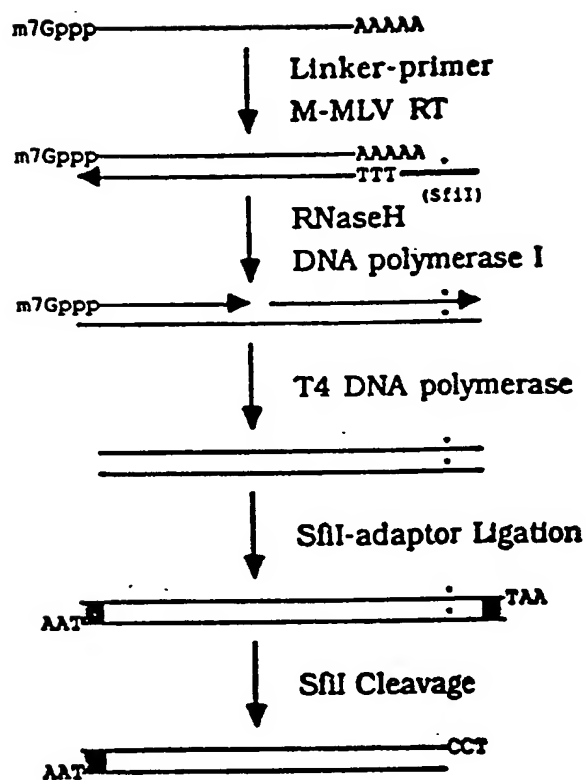 m7Gppp AAAAA
Linker-primer
M-MLV RT
m7Gppp AAAAA
TTT
(SfiI)
RNaseH
DNA polymerase I
m7Gppp
T4 DNA polymerase
SfiI-adaptor Ligation
TAA
AAT
SfiI Cleavage
CCT
AAT